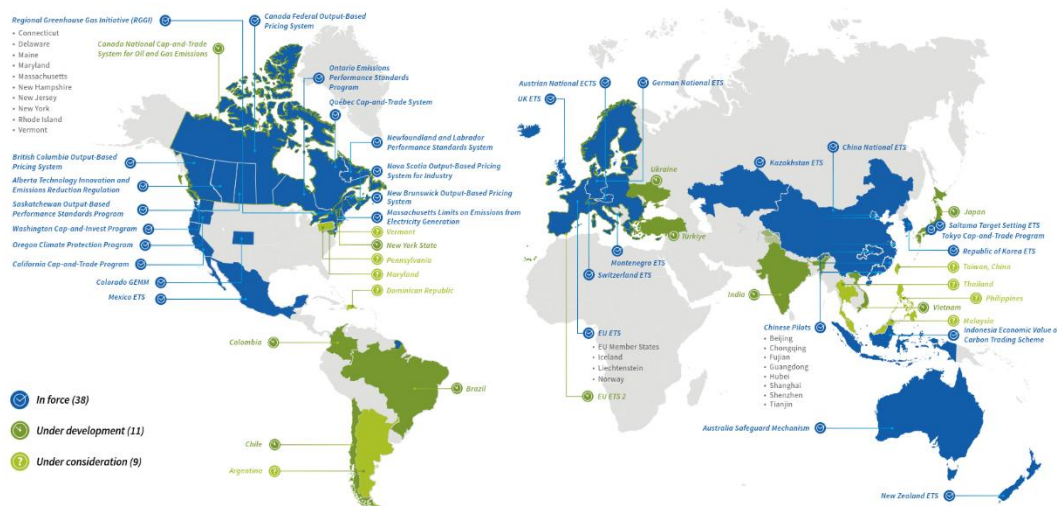 Regional Greenhouse Gas Initiative (RGGI)
• Connecticut
• Delaware
• Maine
• Maryland
• Massachusetts
• New Hampshire
• New Jersey
• New York
• Rhode Island
• Vermont
Canada National Cap-and-Trade
System for Oil and Gas Emissions
Canada Federal Output-Based
Pricing System
Ontario Emissions
Performance Standards
Program
Québec Cap-and-Trade System
Newfoundland and Labrador
Performance Standards System
Nova Scotia Output-Based Pricing
System for Industry
New Brunswick Output-Based Pricing
System
Massachusetts Limits on Emissions from
Electricity Generation
Vermont
New York State
Pennsylvania
Maryland
Dominican Republic
British Columbia Output-Based
Pricing System
Alberta Technology Innovation and
Emissions Reduction Regulation
Saskatchewan Output-Based
Performance Standards Program
Washington Cap-and-Invest Program
Oregon Climate Protection Program
California Cap-and-Trade Program
Colorado GEMM
Mexico ETS
Colombia
Brazil
Chile
Argentina
In force (38)
Under development (11)
Under consideration (9)
Austrian National ECTS
German National ETS
UK ETS
Ukraine
Türkiye
Montenegro ETS
Switzerland ETS
EU ETS
• EU Member States
• Iceland
• Liechtenstein
• Norway
EU ETS 2
China National ETS
Kazakhstan ETS
Japan
Saitama Target Setting ETS
Tokyo Cap-and-Trade Program
Republic of Korea ETS
Taiwan, China
Thailand
Philippines
Vietnam
Malaysia
Indonesia Economic Value o
Carbon Trading Scheme
India
Chinese Pilots
• Beijing
• Chongqing
• Fujian
• Guangdong
• Hubei
• Shanghai
• Shenzhen
• Tianjin
Australia Safeguard Mechanism
New Zealand ETS